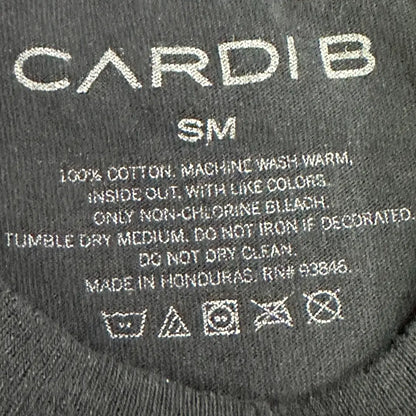 CARDI B
SM
100% COTTON. MACHINE WASH WARM,
INSIDE OUT, WITH LIKE COLORS.
ONLY NON-CHLORINE BLEACH.
TUMBLE DRY MEDIUM. DO NOT IRON IF DECORATED.
DO NOT DRY CLEAN.
MADE IN HONDURAS. RN# 93846.